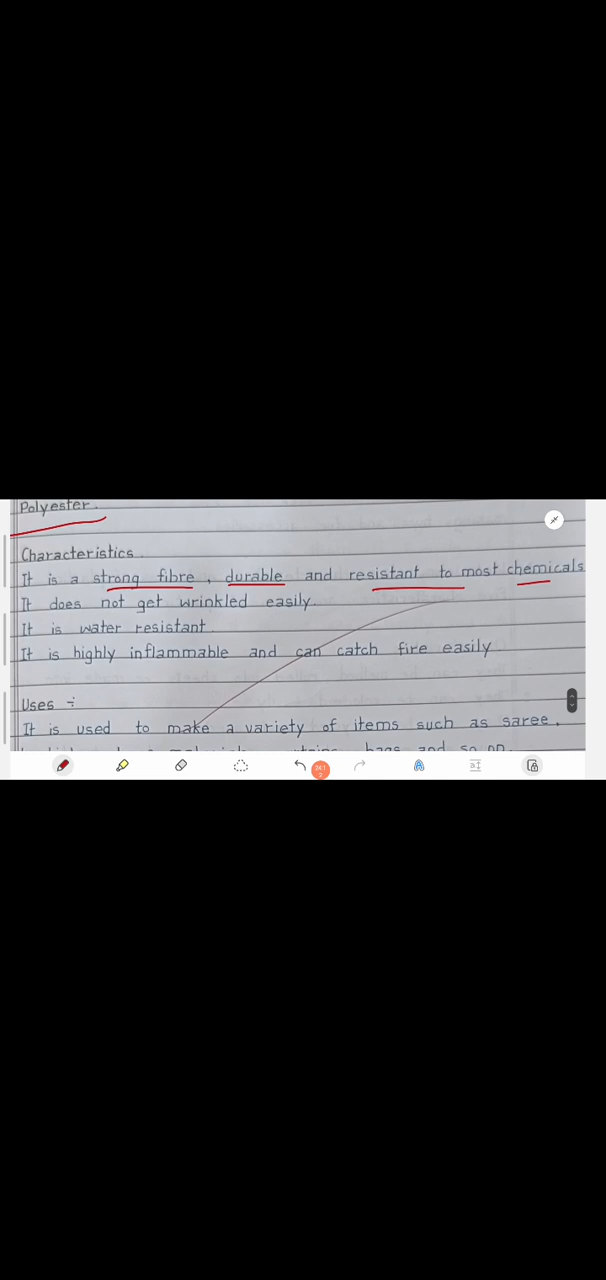 Polyester.
Characteristics.
It is a strong fibre, durable and resistant to most chemicals
It does not get wrinkled easily.
It is water resistant.
It is highly inflammable and can catch fire easily
Uses ÷
It is used to make a variety of items such as saree,
bags and so on.